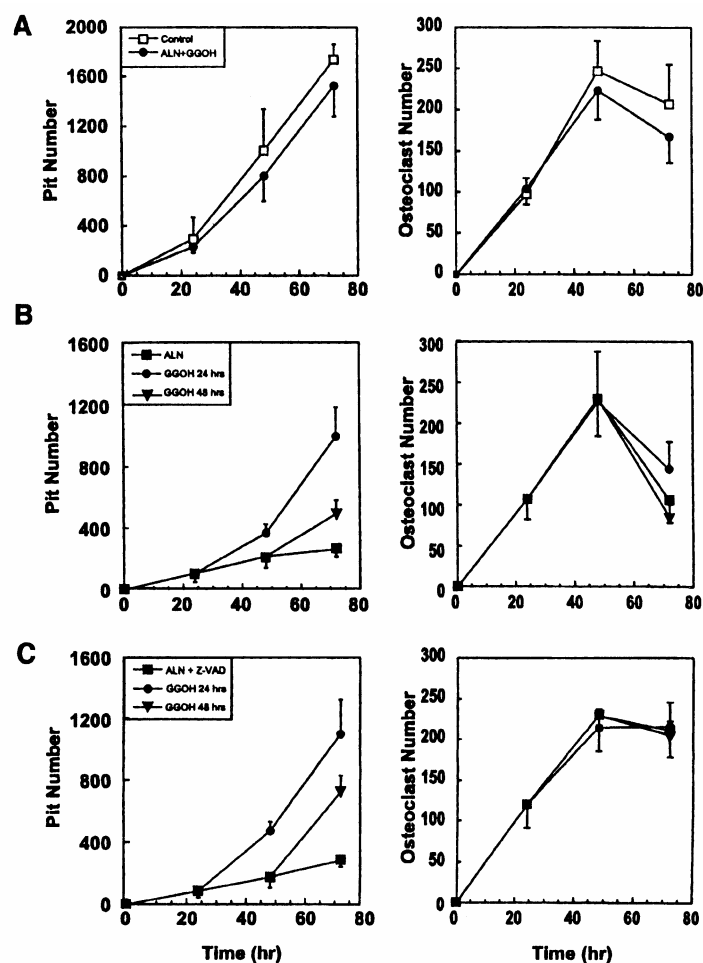 A
Control
ALN+GGOH
Pit Number
2000
1600
1200
800
400
0
0 20 40 60 80
Osteoclast Number
300
250
200
150
100
50
0
0 20 40 60 80
B
ALN
GGOH 24 hrs
GGOH 48 hrs
Pit Number
1600
1200
800
400
0
0 20 40 60 80
Osteoclast Number
300
250
200
150
100
50
0
0 20 40 60 80
C
ALN + Z-VAD
GGOH 24 hrs
GGOH 48 hrs
Pit Number
1600
1200
800
400
0
0 20 40 60 80
Time (hr)
Osteoclast Number
300
250
200
150
100
50
0
0 20 40 60 80
Time (hr)